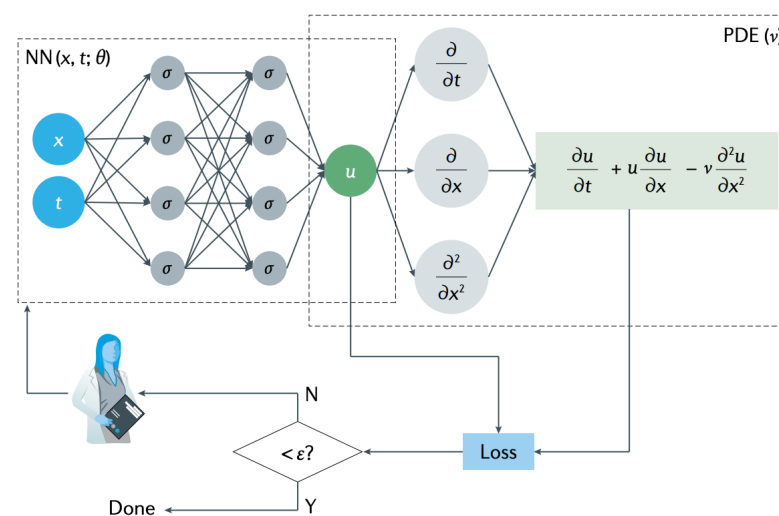 NN(x, t; θ)
PDE (ν)
x
t
σ
σ
σ
σ
σ
σ
σ
σ
u
∂
∂t
∂
∂x
∂²
∂x²
∂u/∂t + u ∂u/∂x − ν ∂²u/∂x²
N
< ε?
Loss
Y
Done